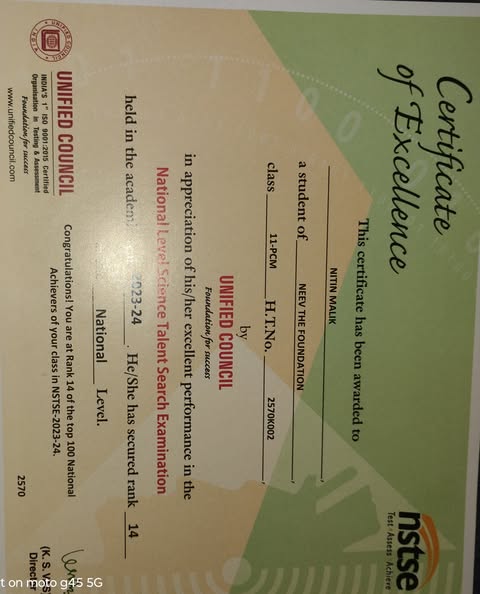 Certificate
of Excellence
nstse
Test · Assess · Achieve
This certificate has been awarded to
NITIN MALIK
a student of NEEV THE FOUNDATION
class 11-PCM H.T.No. 2570K002
by
UNIFIED COUNCIL
Foundation for success
in appreciation of his/her excellent performance in the
National Level Science Talent Search Examination
held in the academic 2023-24. He/She has secured rank 14
National Level.
UNIFIED COUNCIL
UNIFIED COUNCIL
INDIA'S 1st ISO 9001:2015 Certified
Organisation in Testing & Assessment
Foundation for success
www.unifiedcouncil.com
Congratulations! You are at Rank 14 of the top 100 National
Achievers of your class in NSTSE-2023-24.
2570
Director
t on moto g45 5G